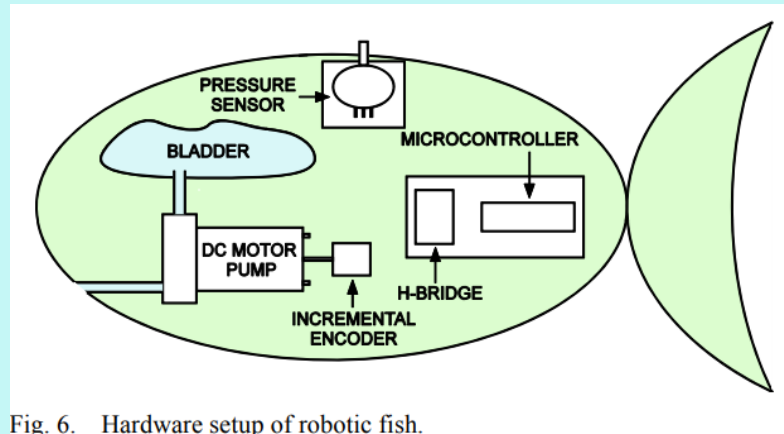 PRESSURE
SENSOR
BLADDER
MICROCONTROLLER
DC MOTOR
PUMP
H-BRIDGE
INCREMENTAL
ENCODER
Fig. 6. Hardware setup of robotic fish.